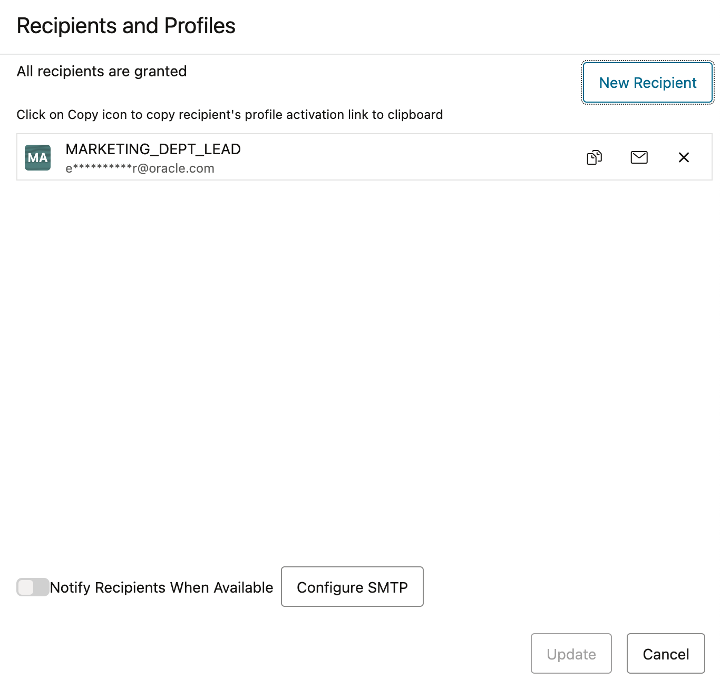 Recipients and Profiles
All recipients are granted
New Recipient
Click on Copy icon to copy recipient's profile activation link to clipboard
MA
MARKETING_DEPT_LEAD
e**********r@oracle.com
Notify Recipients When Available
Configure SMTP
Update
Cancel